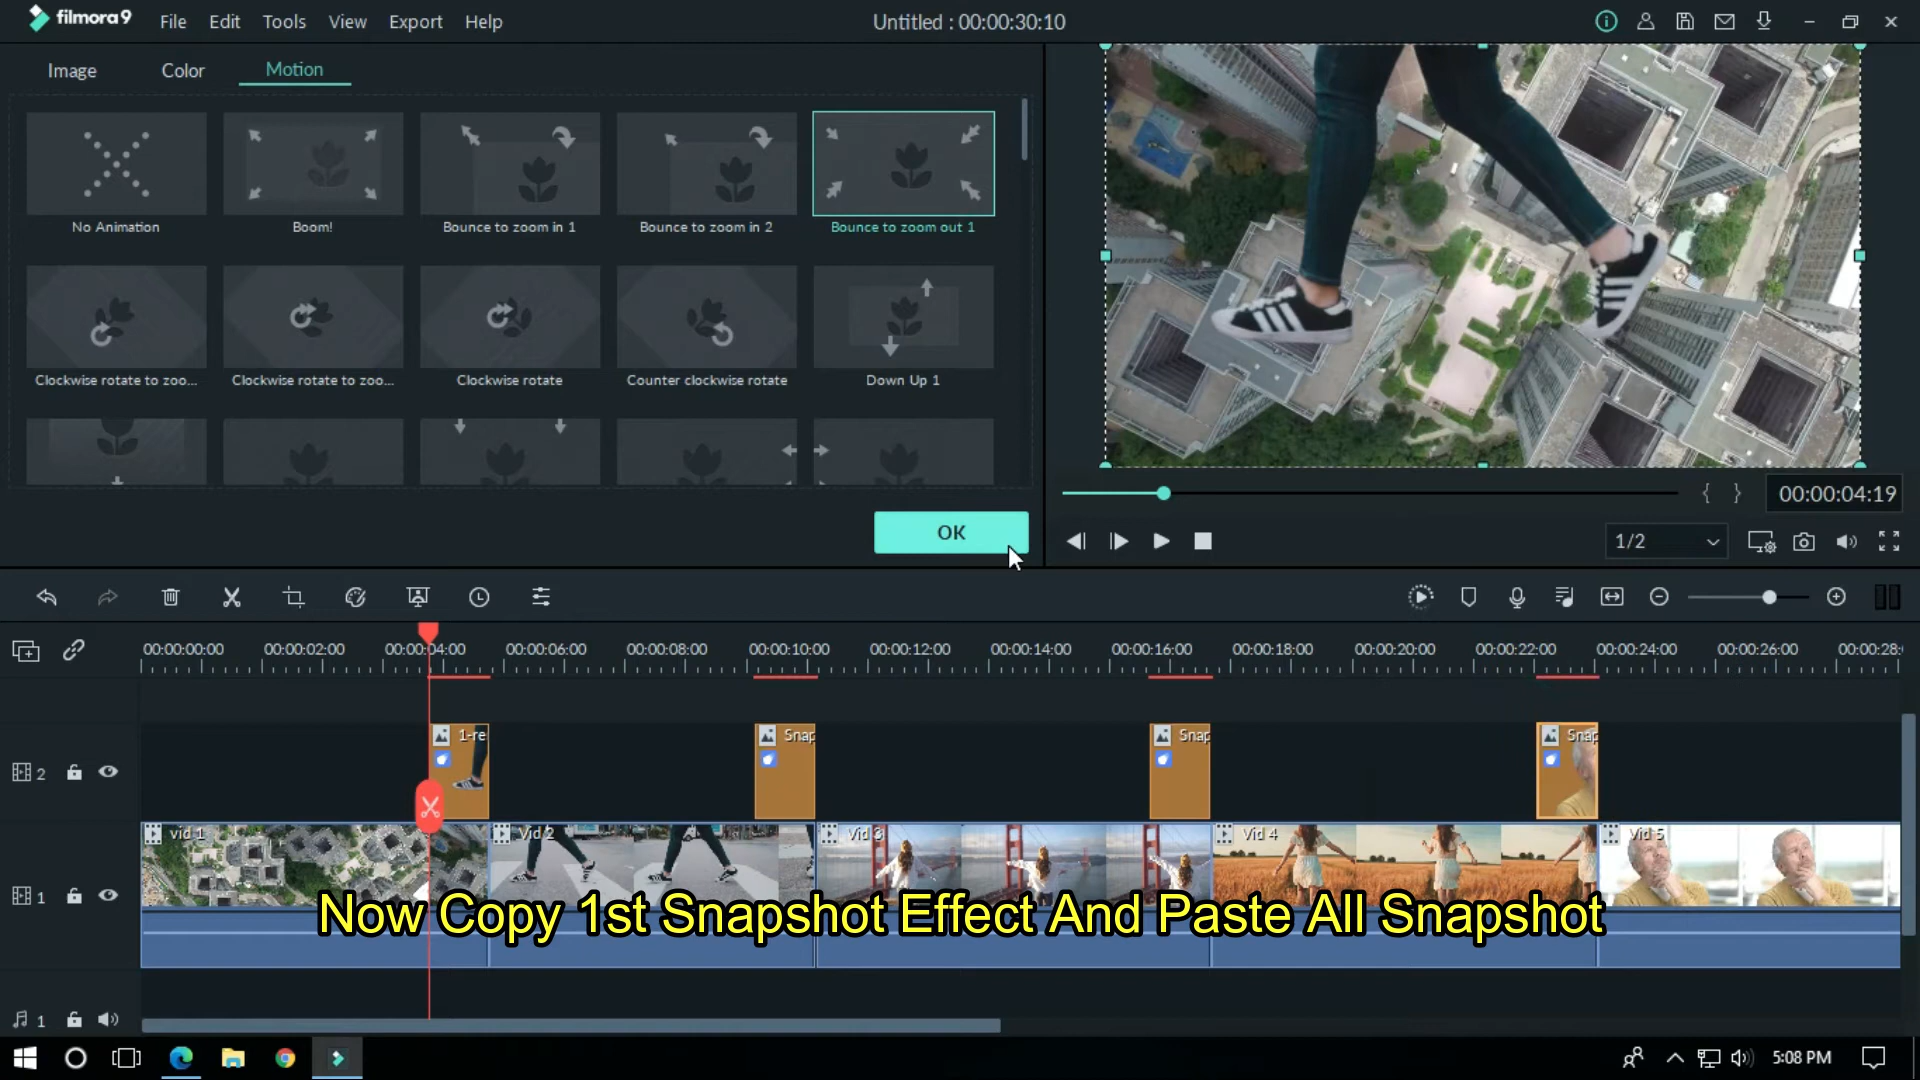 filmora9 File Edit Tools View Export Help Untitled : 00:00:30:10
Image Color Motion
No Animation Boom! Bounce to zoom in 1 Bounce to zoom in 2 Bounce to zoom out 1
Clockwise rotate to zoo... Clockwise rotate to zoo... Clockwise rotate Counter clockwise rotate Down Up 1
{ } 00:00:04:19
OK
1/2
00:00:00:00 00:00:02:00 00:00:04:00 00:00:06:00 00:00:08:00 00:00:10:00 00:00:12:00 00:00:14:00 00:00:16:00 00:00:18:00 00:00:20:00 00:00:22:00 00:00:24:00 00:00:26:00 00:00:28:
1-re Snap Snap Snap
2
vid 1 Vid 2 Vid 3 Vid 4 Vid 5
1
Now Copy 1st Snapshot Effect And Paste All Snapshot
1
5:08 PM